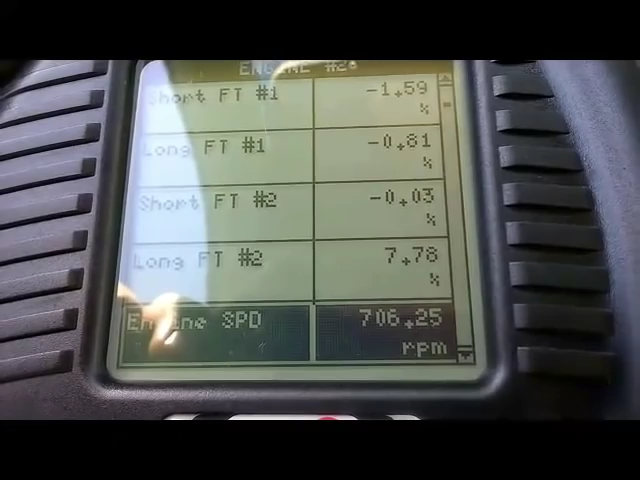 ENGINE #2
Short FT #1 -1.59
%
Long FT #1 -0.81
%
Short FT #2 -0.03
%
Long FT #2 7.78
%
Engine SPD 706.25
rpm